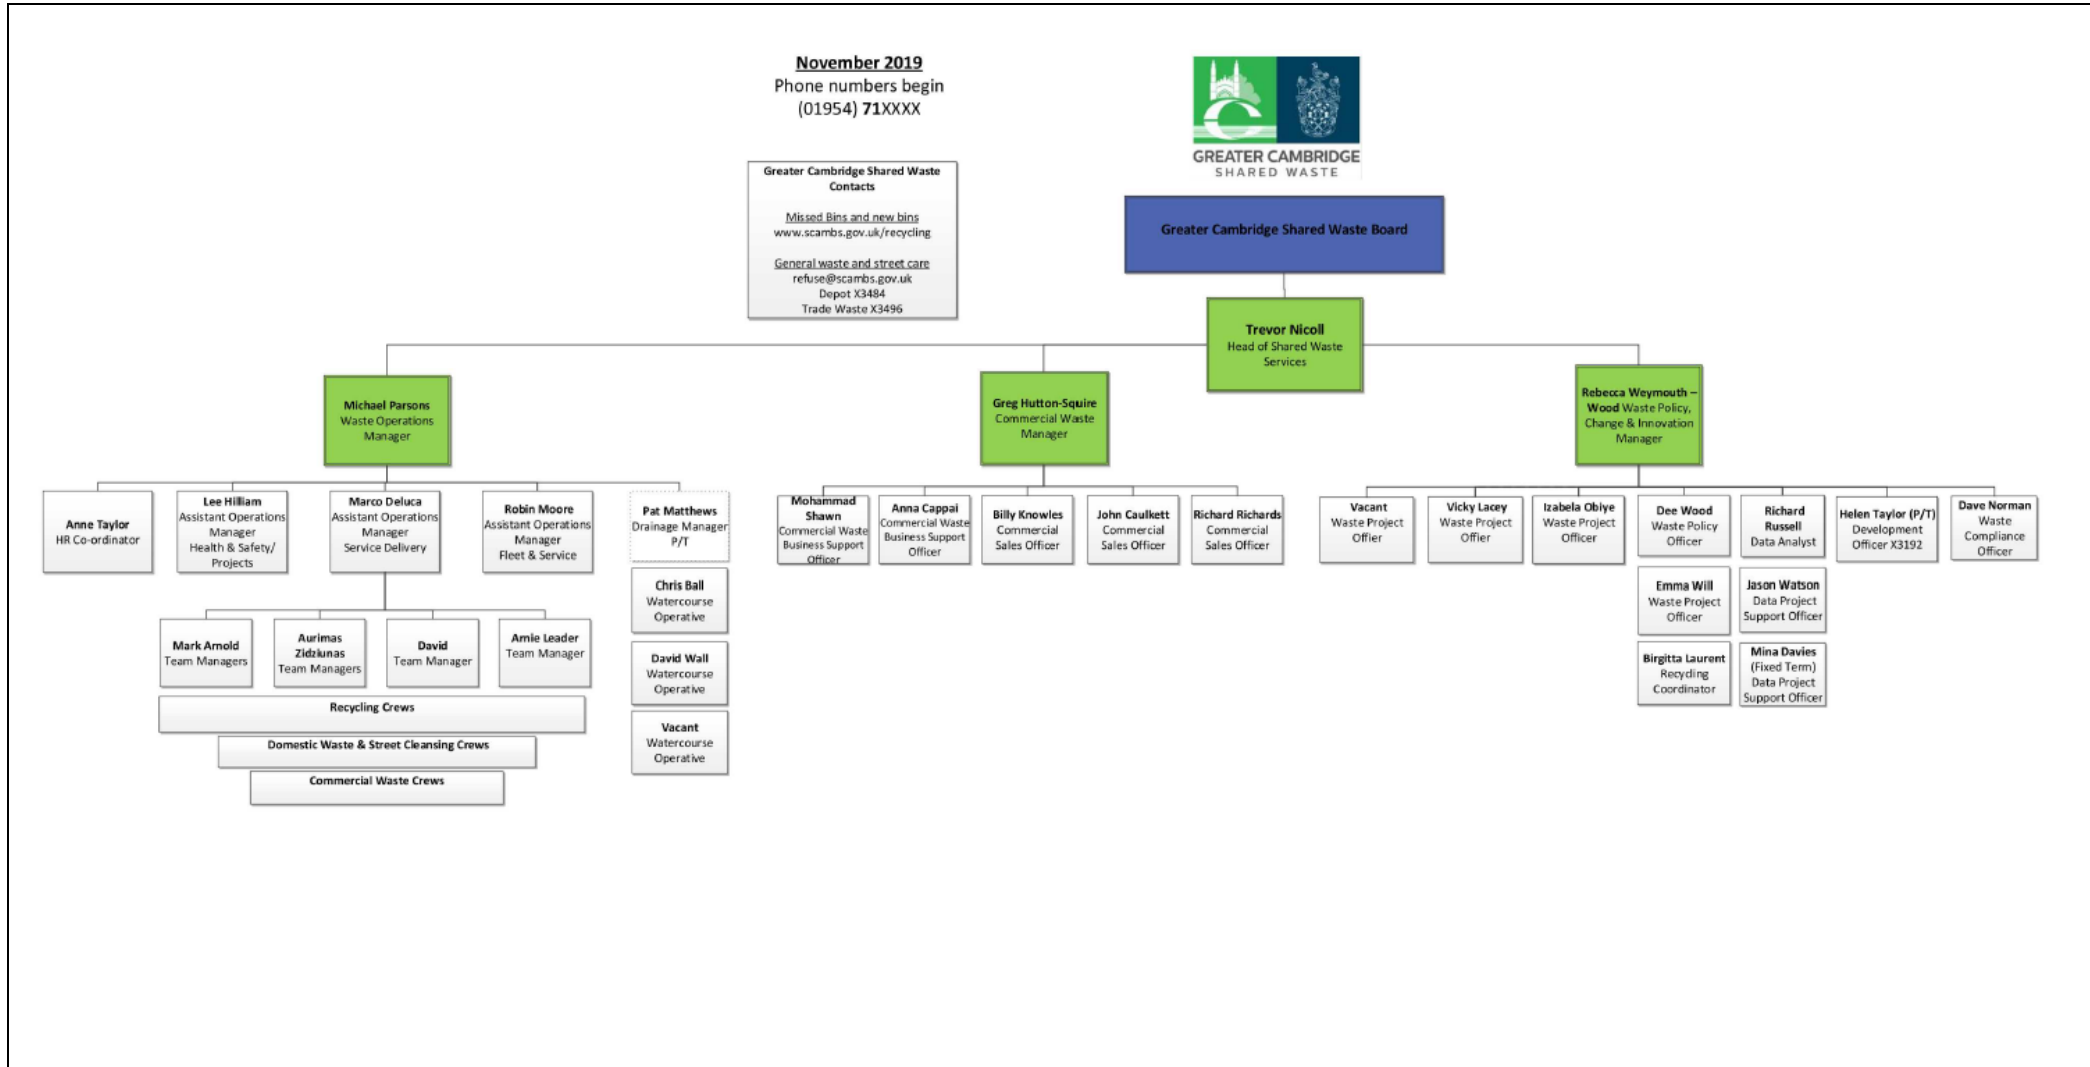 November 2019
Phone numbers begin
(01954) 71XXXX
GREATER CAMBRIDGE
SHARED WASTE
Greater Cambridge Shared Waste
Contacts
Missed Bins and new bins
www.scambs.gov.uk/recycling
General waste and street care
refuse@scambs.gov.uk
Depot X3484
Trade Waste X3496
Greater Cambridge Shared Waste Board
Trevor Nicoll
Head of Shared Waste
Services
Michael Parsons
Waste Operations
Manager
Greg Hutton-Squire
Commercial Waste
Manager
Rebecca Weymouth –
Wood Waste Policy,
Change & Innovation
Manager
Anne Taylor
HR Co-ordinator
Lee Hilliam
Assistant Operations
Manager
Health & Safety/
Projects
Marco Deluca
Assistant Operations
Manager
Service Delivery
Robin Moore
Assistant Operations
Manager
Fleet & Service
Pat Matthews
Drainage Manager
P/T
Chris Ball
Watercourse
Operative
David Wall
Watercourse
Operative
Vacant
Watercourse
Operative
Mark Arnold
Team Managers
Aurimas
Zidziunas
Team Managers
David
Team Manager
Arnie Leader
Team Manager
Recycling Crews
Domestic Waste & Street Cleansing Crews
Commercial Waste Crews
Mohammad
Shawn
Commercial Waste
Business Support
Officer
Anna Cappai
Commercial Waste
Business Support
Officer
Billy Knowles
Commercial
Sales Officer
John Caulkett
Commercial
Sales Officer
Richard Richards
Commercial
Sales Officer
Vacant
Waste Project
Offier
Vicky Lacey
Waste Project
Offier
Izabela Obiye
Waste Project
Officer
Dee Wood
Waste Policy
Officer
Richard
Russell
Data Analyst
Helen Taylor (P/T)
Development
Officer X3192
Dave Norman
Waste
Compliance
Officer
Emma Will
Waste Project
Officer
Jason Watson
Data Project
Support Officer
Birgitta Laurent
Recycling
Coordinator
Mina Davies
(Fixed Term)
Data Project
Support Officer